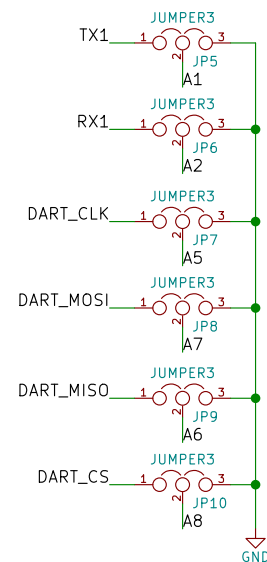 JUMPER3
TX1 1 3
2 JP5
A1
JUMPER3
RX1 1 3
2 JP6
A2
JUMPER3
DART_CLK 1 3
2 JP7
A5
JUMPER3
DART_MOSI 1 3
2 JP8
A7
JUMPER3
DART_MISO 1 3
2 JP9
A6
JUMPER3
DART_CS 1 3
2 JP10
A8
GND